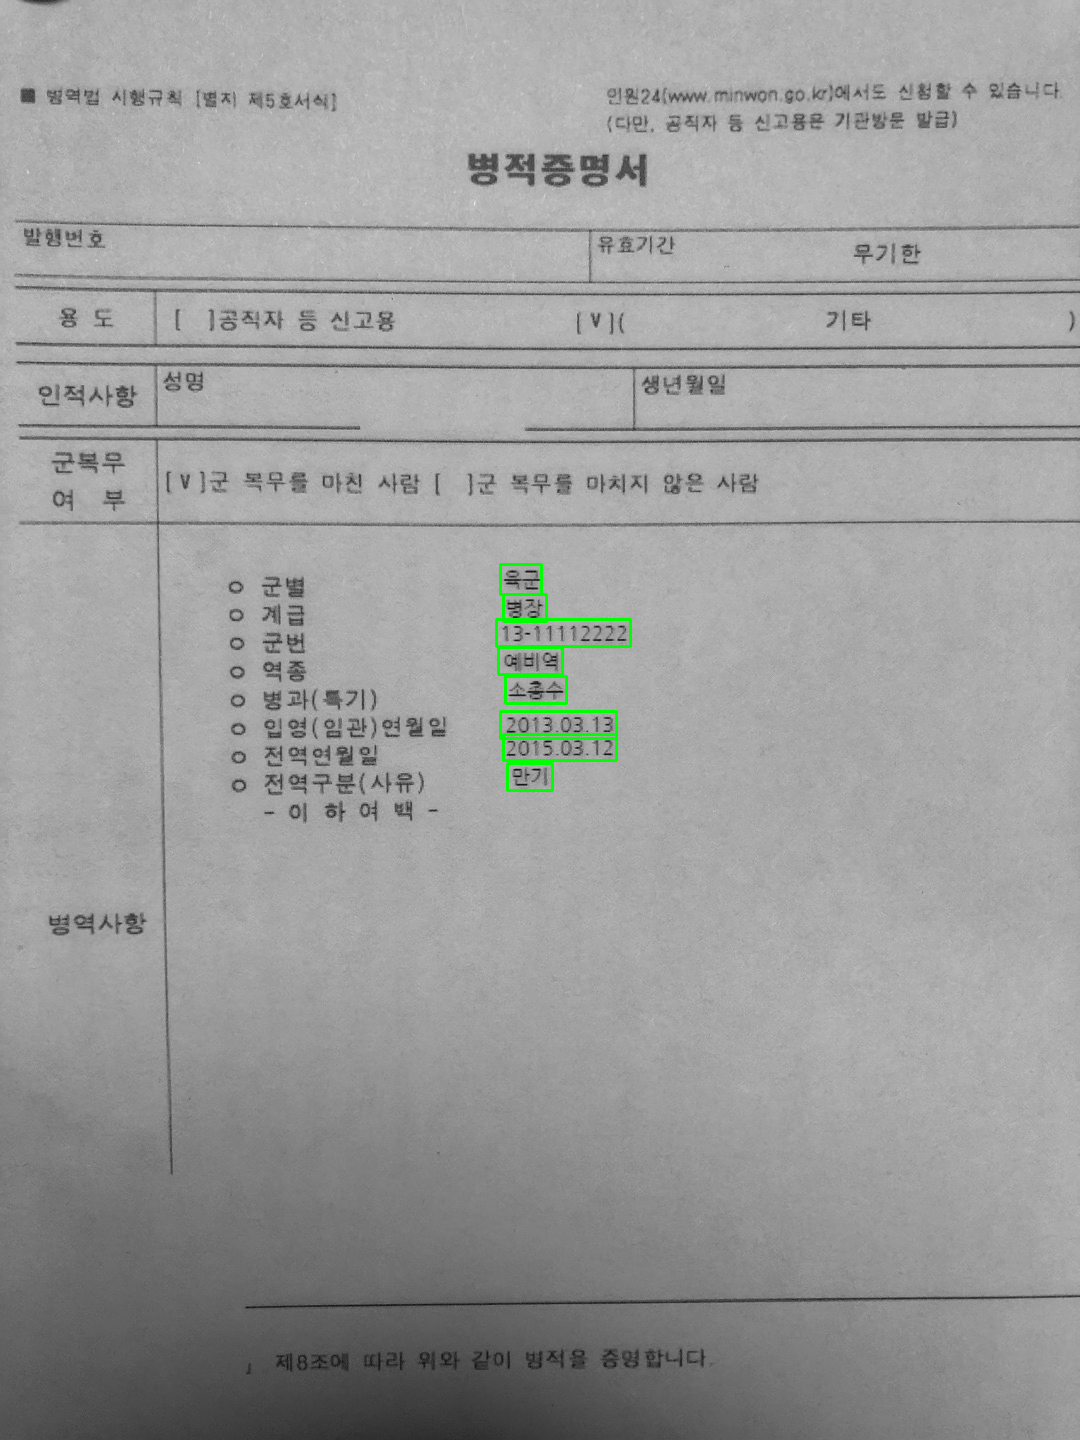 ■ 병역법 시행규칙 [별지 제5호서식]
민원24(www.minwon.go.kr)에서도 신청할 수 있습니다.
(다만, 공직자 등 신고용은 기관방문 발급)
병적증명서
발행번호 유효기간 무기한
용 도 [ ]공직자 등 신고용 [ V ]( 기타 )
인적사항 성명 생년월일
군복무
여 부
[ V ]군 복무를 마친 사람 [ ]군 복무를 마치지 않은 사람
ㅇ 군별 육군
ㅇ 계급 병장
ㅇ 군번 13-11112222
ㅇ 역종 예비역
ㅇ 병과(특기) 소총수
ㅇ 입영(임관)연월일 2013.03.13
ㅇ 전역연월일 2015.03.12
ㅇ 전역구분(사유) 만기
- 이 하 여 백 -
병역사항
」 제8조에 따라 위와 같이 병적을 증명합니다.